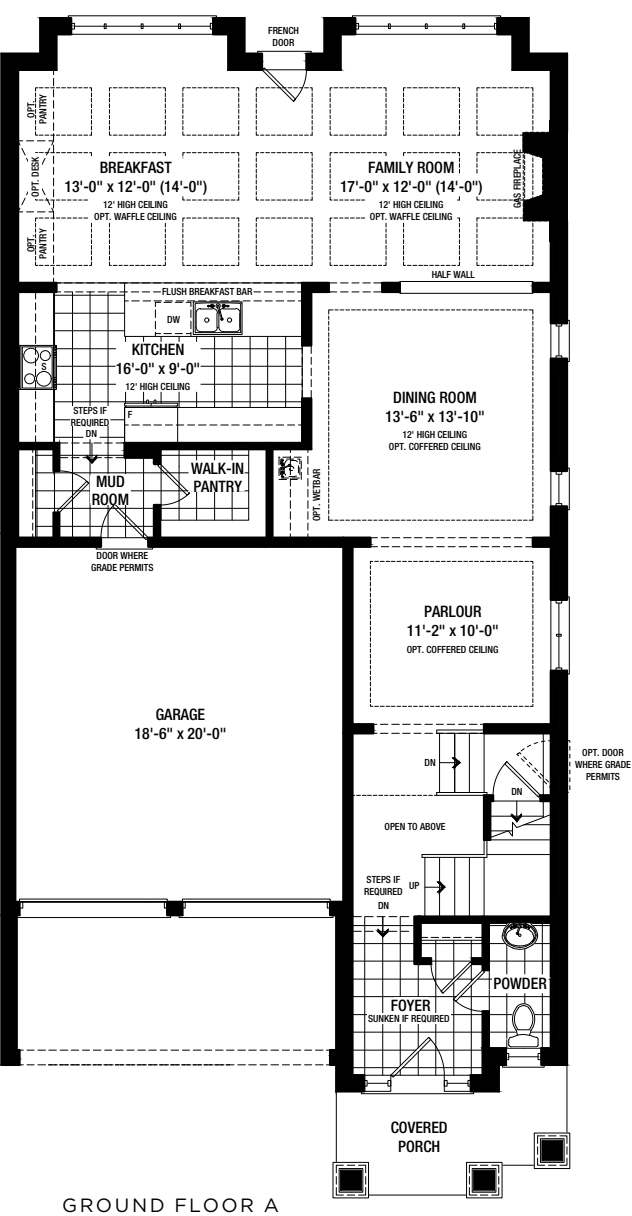 FRENCH
DOOR
OPT.
PANTRY
OPT. DESK
OPT.
PANTRY
BREAKFAST
13'-0" x 12'-0" (14'-0")
12' HIGH CEILING
OPT. WAFFLE CEILING
FAMILY ROOM
17'-0" x 12'-0" (14'-0")
12' HIGH CEILING
OPT. WAFFLE CEILING
GAS FIREPLACE
HALF WALL
FLUSH BREAKFAST BAR
DW
KITCHEN
16'-0" x 9'-0"
12' HIGH CEILING
S
F
STEPS IF
REQUIRED
DN
DINING ROOM
13'-6" x 13'-10"
12' HIGH CEILING
OPT. COFFERED CEILING
MUD
ROOM
WALK-IN
PANTRY
OPT. WETBAR
DOOR WHERE
GRADE PERMITS
PARLOUR
11'-2" x 10'-0"
OPT. COFFERED CEILING
GARAGE
18'-6" x 20'-0"
DN
DN
OPT. DOOR
WHERE GRADE
PERMITS
OPEN TO ABOVE
STEPS IF
REQUIRED
DN
UP
POWDER
FOYER
SUNKEN IF REQUIRED
COVERED
PORCH
GROUND FLOOR A